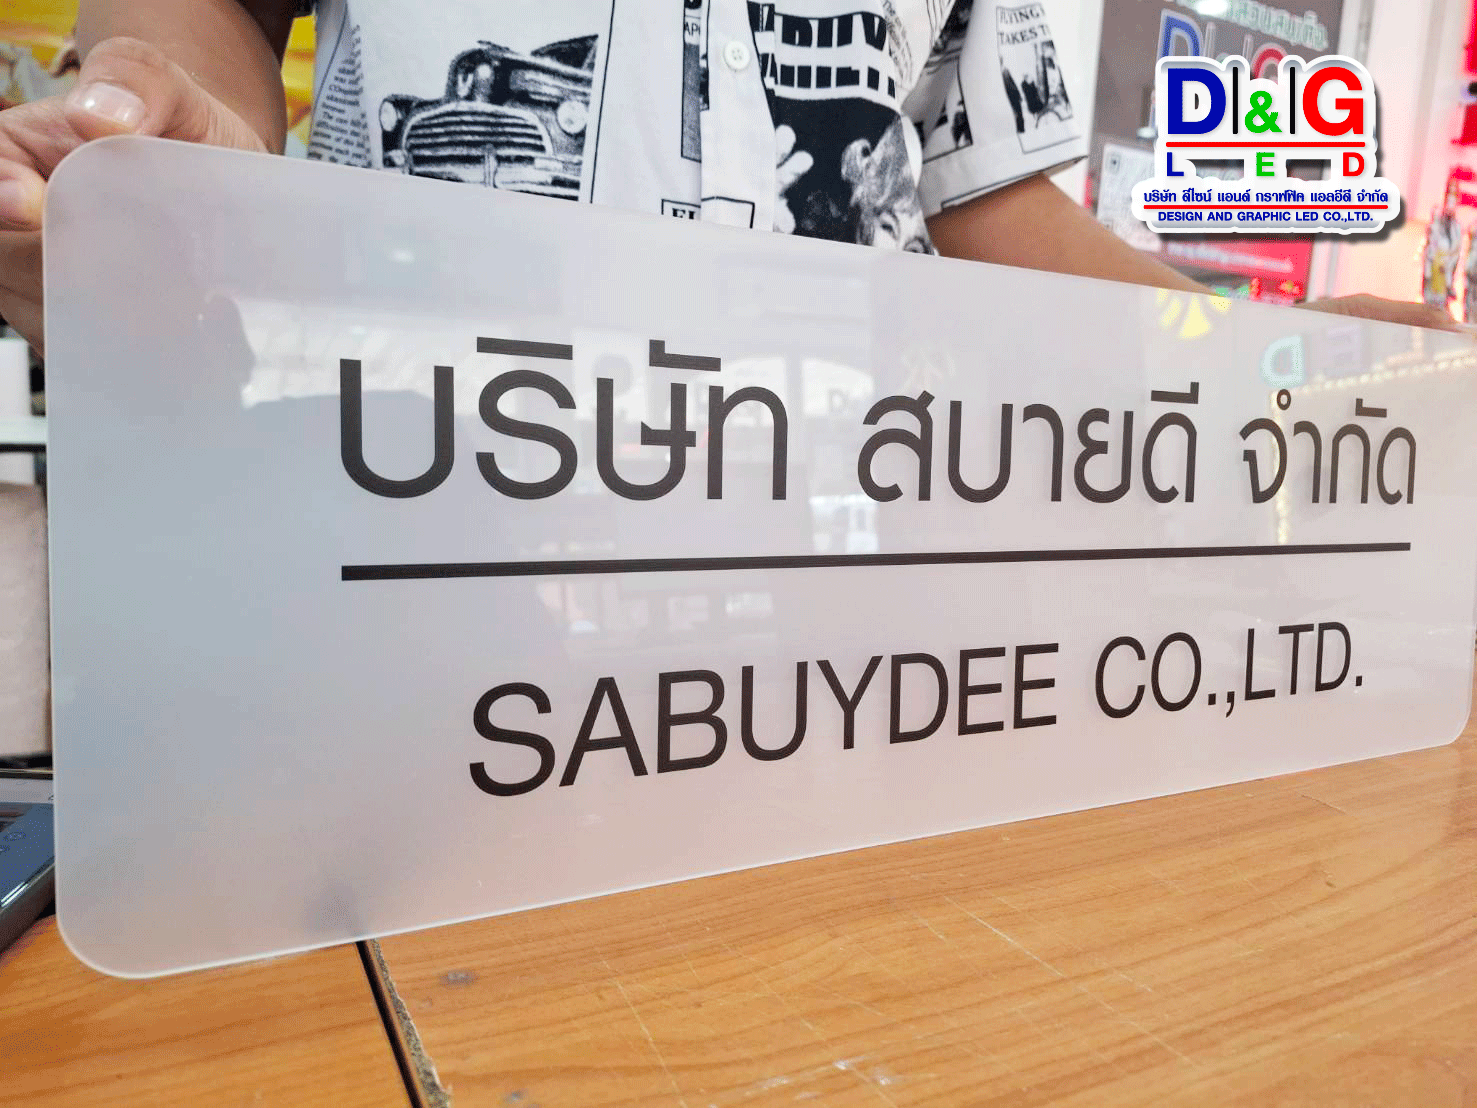 D|&|G
LED
บริษัท ดีไซน์ แอนด์ กราฟฟิค แอลอีดี จำกัด
DESIGN AND GRAPHIC LED CO.,LTD.
บริษัท สบายดี จำกัด
SABUYDEE CO.,LTD.